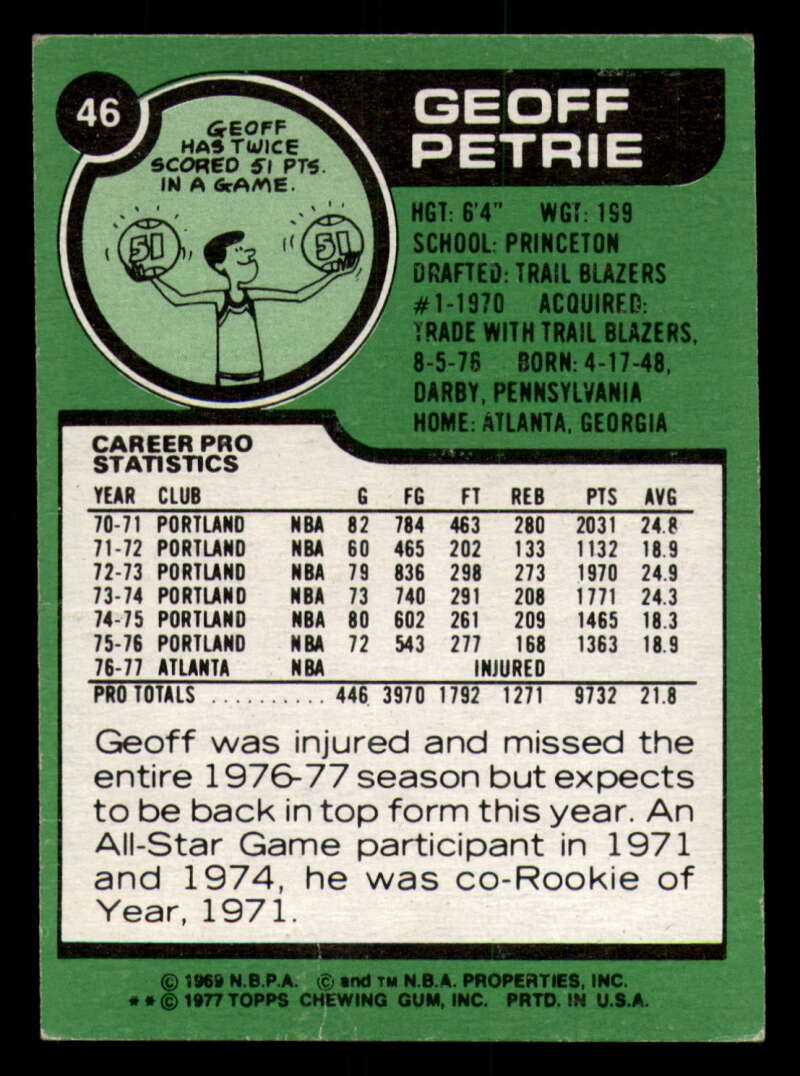 46
GEOFF
HAS TWICE
SCORED 51 PTS.
IN A GAME.
51 51
GEOFF
PETRIE
HGT: 6'4" WGT: 199
SCHOOL: PRINCETON
DRAFTED: TRAIL BLAZERS
#1-1970 ACQUIRED:
TRADE WITH TRAIL BLAZERS,
8-5-76 BORN: 4-17-48,
DARBY, PENNSYLVANIA
HOME: ATLANTA, GEORGIA
CAREER PRO
STATISTICS
YEAR CLUB G FG FT REB PTS AVG
70-71 PORTLAND NBA 82 784 463 280 2031 24.8
71-72 PORTLAND NBA 60 465 202 133 1132 18.9
72-73 PORTLAND NBA 79 836 298 273 1970 24.9
73-74 PORTLAND NBA 73 740 291 208 1771 24.3
74-75 PORTLAND NBA 80 602 261 209 1465 18.3
75-76 PORTLAND NBA 72 543 277 168 1363 18.9
76-77 ATLANTA NBA INJURED
PRO TOTALS .......... 446 3970 1792 1271 9732 21.8
Geoff was injured and missed the
entire 1976-77 season but expects
to be back in top form this year. An
All-Star Game participant in 1971
and 1974, he was co-Rookie of
Year, 1971.
© 1969 N.B.P.A. © and TM N.B.A. PROPERTIES, INC.
* * © 1977 TOPPS CHEWING GUM, INC. PRTD. IN U.S.A.